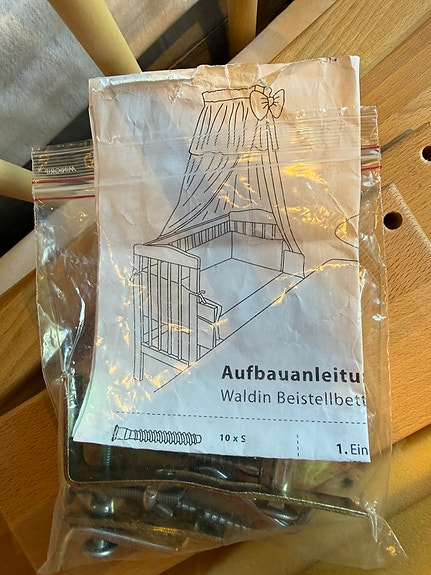 Aufbauanleitu
Waldin Beistellbett
10 x S
1. Ein